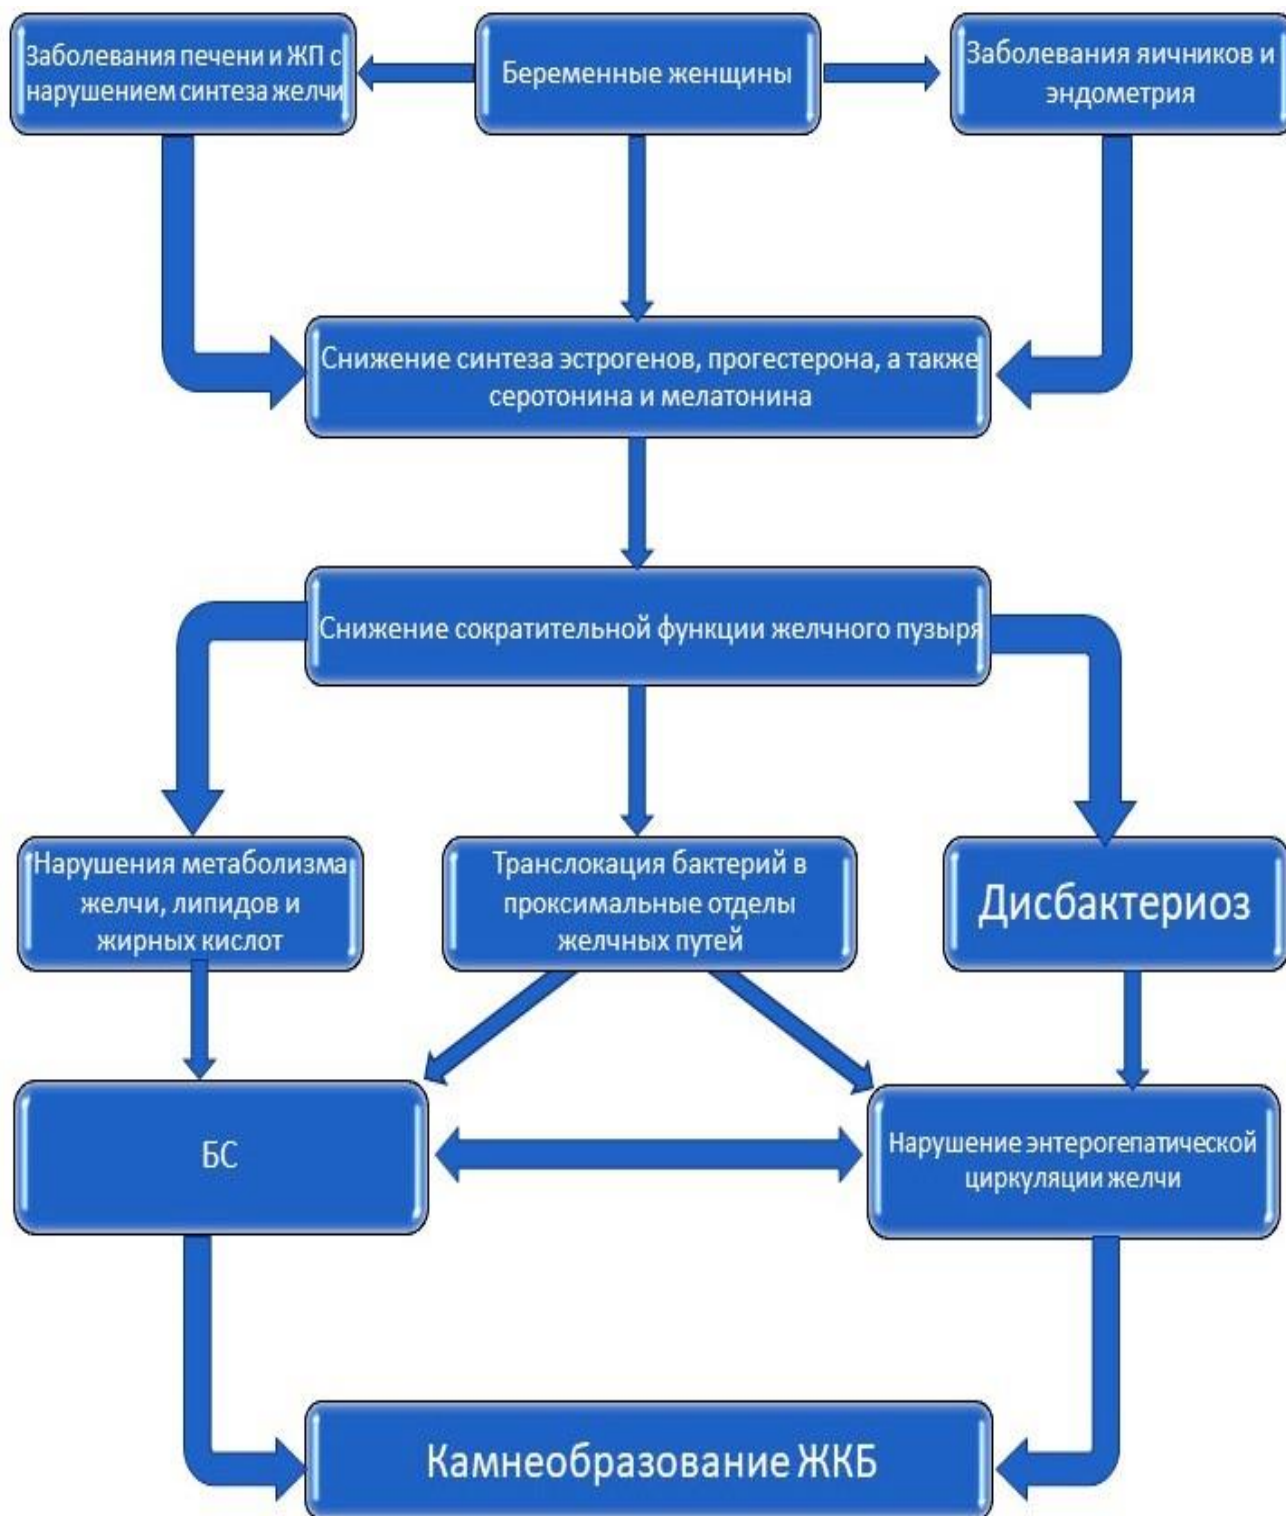 Заболевания печени и ЖП с
нарушением синтеза желчи
Беременные женщины
Заболевания яичников и
эндометрия
Снижение синтеза эстрогенов, прогестерона, а также
серотонина и мелатонина
Снижение сократительной функции желчного пузыря
Нарушения метаболизма
желчи, липидов и
жирных кислот
Транслокация бактерий в
проксимальные отделы
желчных путей
Дисбактериоз
БС
Нарушение энтерогепатической
циркуляции желчи
Камнеобразование ЖКБ